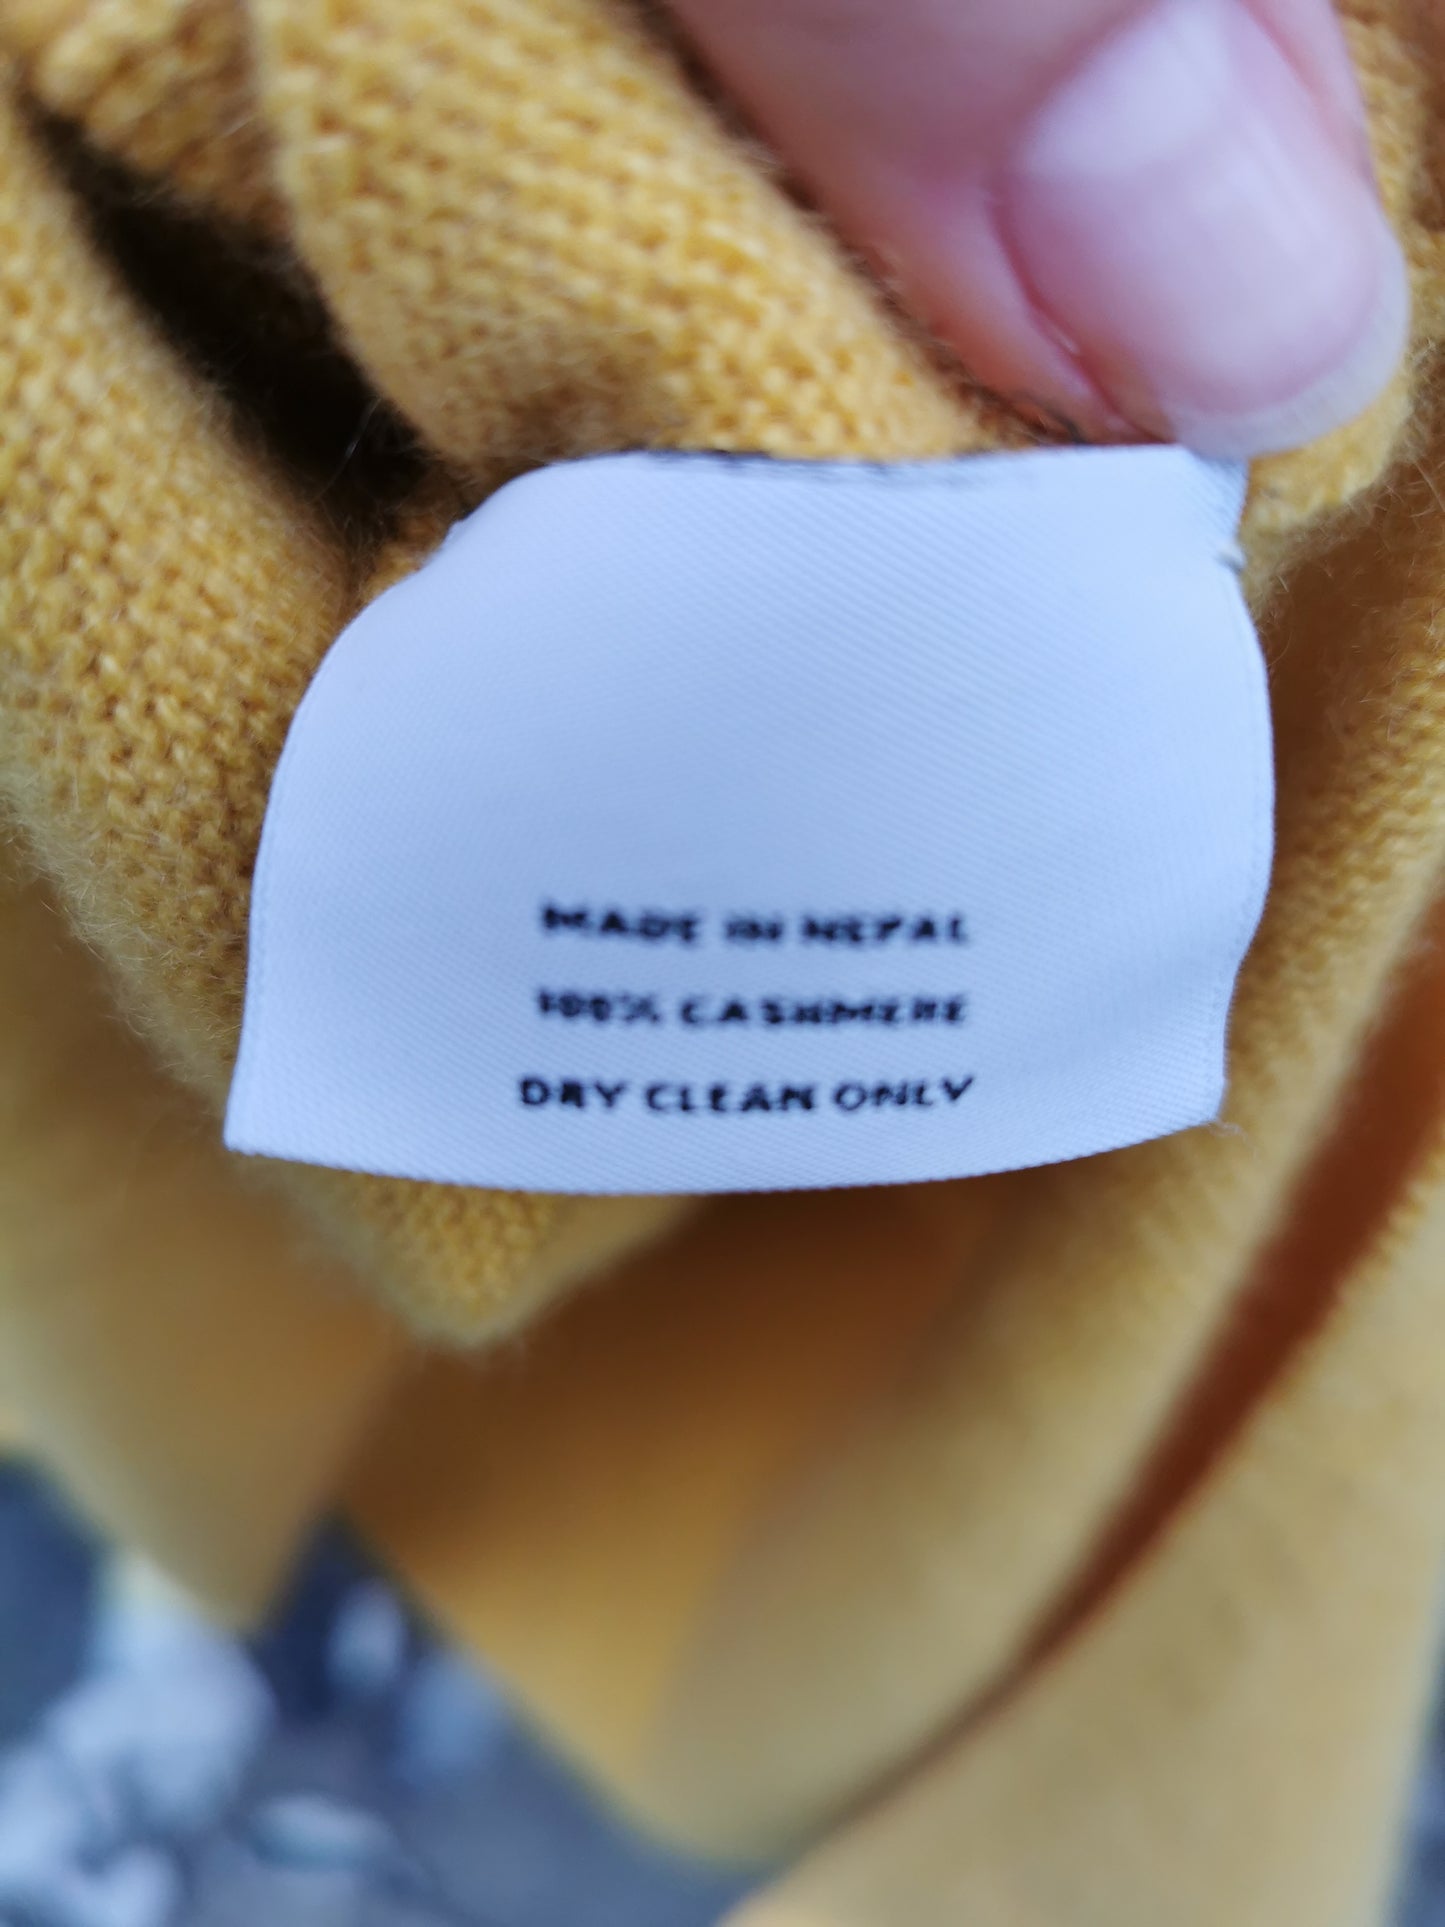 MADE IN NEPAL
100% CASHMERE
DRY CLEAN ONLY